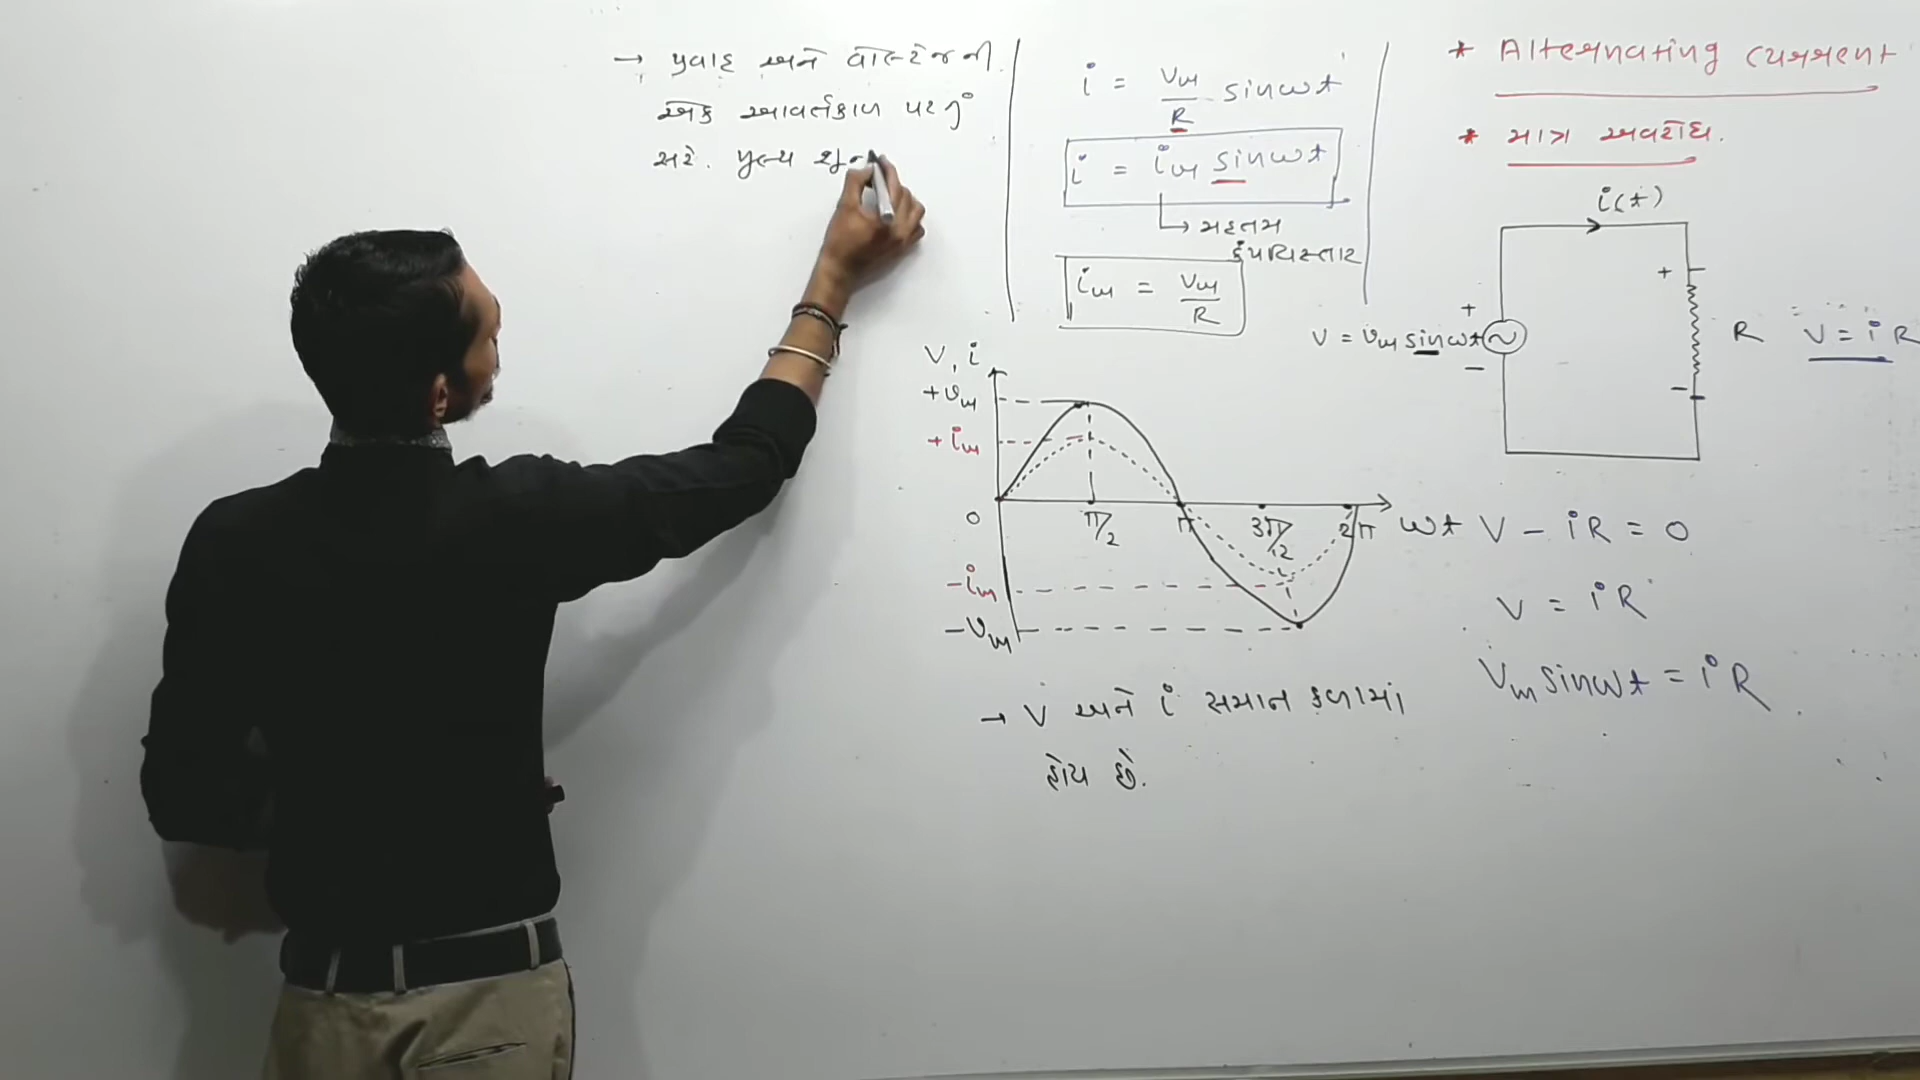 → પ્રવાહ અને વોલ્ટેજની
એક આવર્તકાળ પરનું
સરે. મૂલ્ય શૂન
i = Vm/R sinωt
i = im sinωt
→ મહત્તમ
કંપવિસ્તાર
im = Vm/R
V, i
+Vm
+im
0
π/2
π
3π/2
2π
ωt
-im
-Vm
→ V અને i સમાન કળામાં
હોય છે.
* Alternating current
* માત્ર અવરોધ.
i(t)
+
+
V = Vm sinωt
~
R
V = iR
-
-
V - iR = 0
V = iR
Vm sinωt = iR